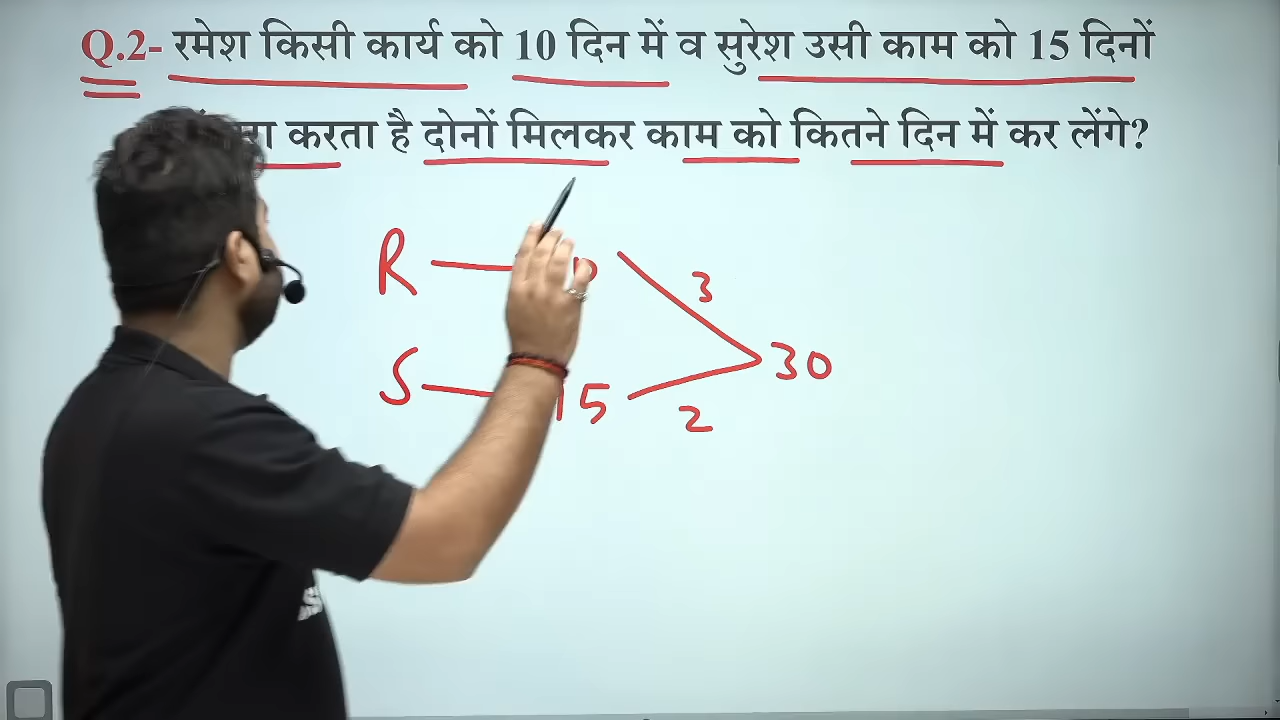 Q.2- रमेश किसी कार्य को 10 दिन में व सुरेश उसी काम को 15 दिनों
करता है दोनों मिलकर काम को कितने दिन में कर लेंगे?
R
3
30
S 15
2